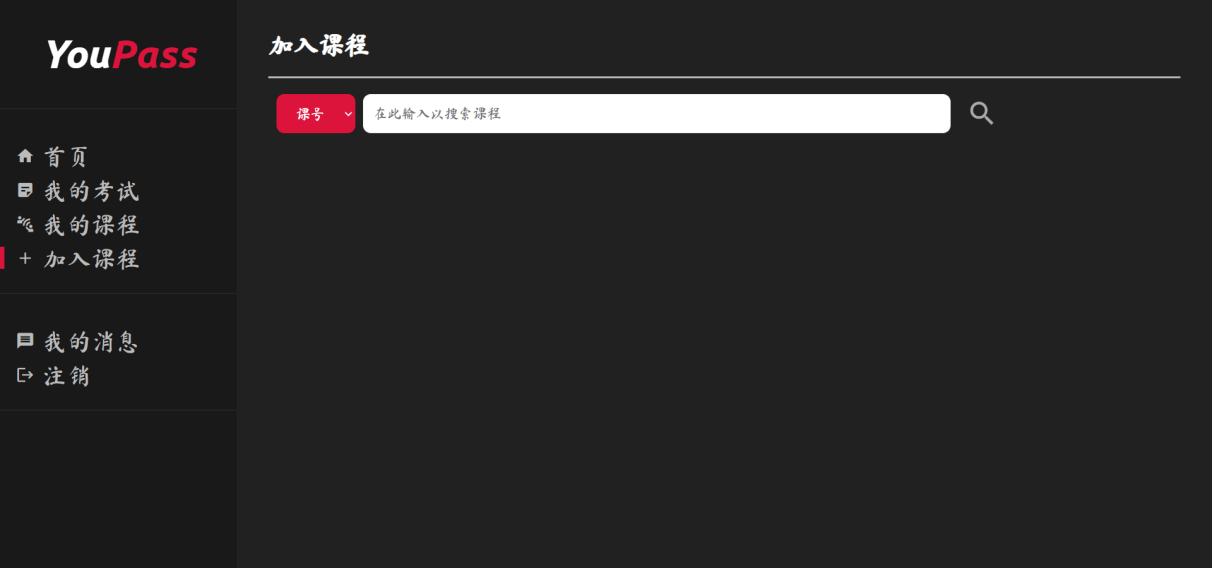 YouPass
首页
我的考试
我的课程
加入课程
我的消息
注销
加入课程
课号
在此输入以搜索课程